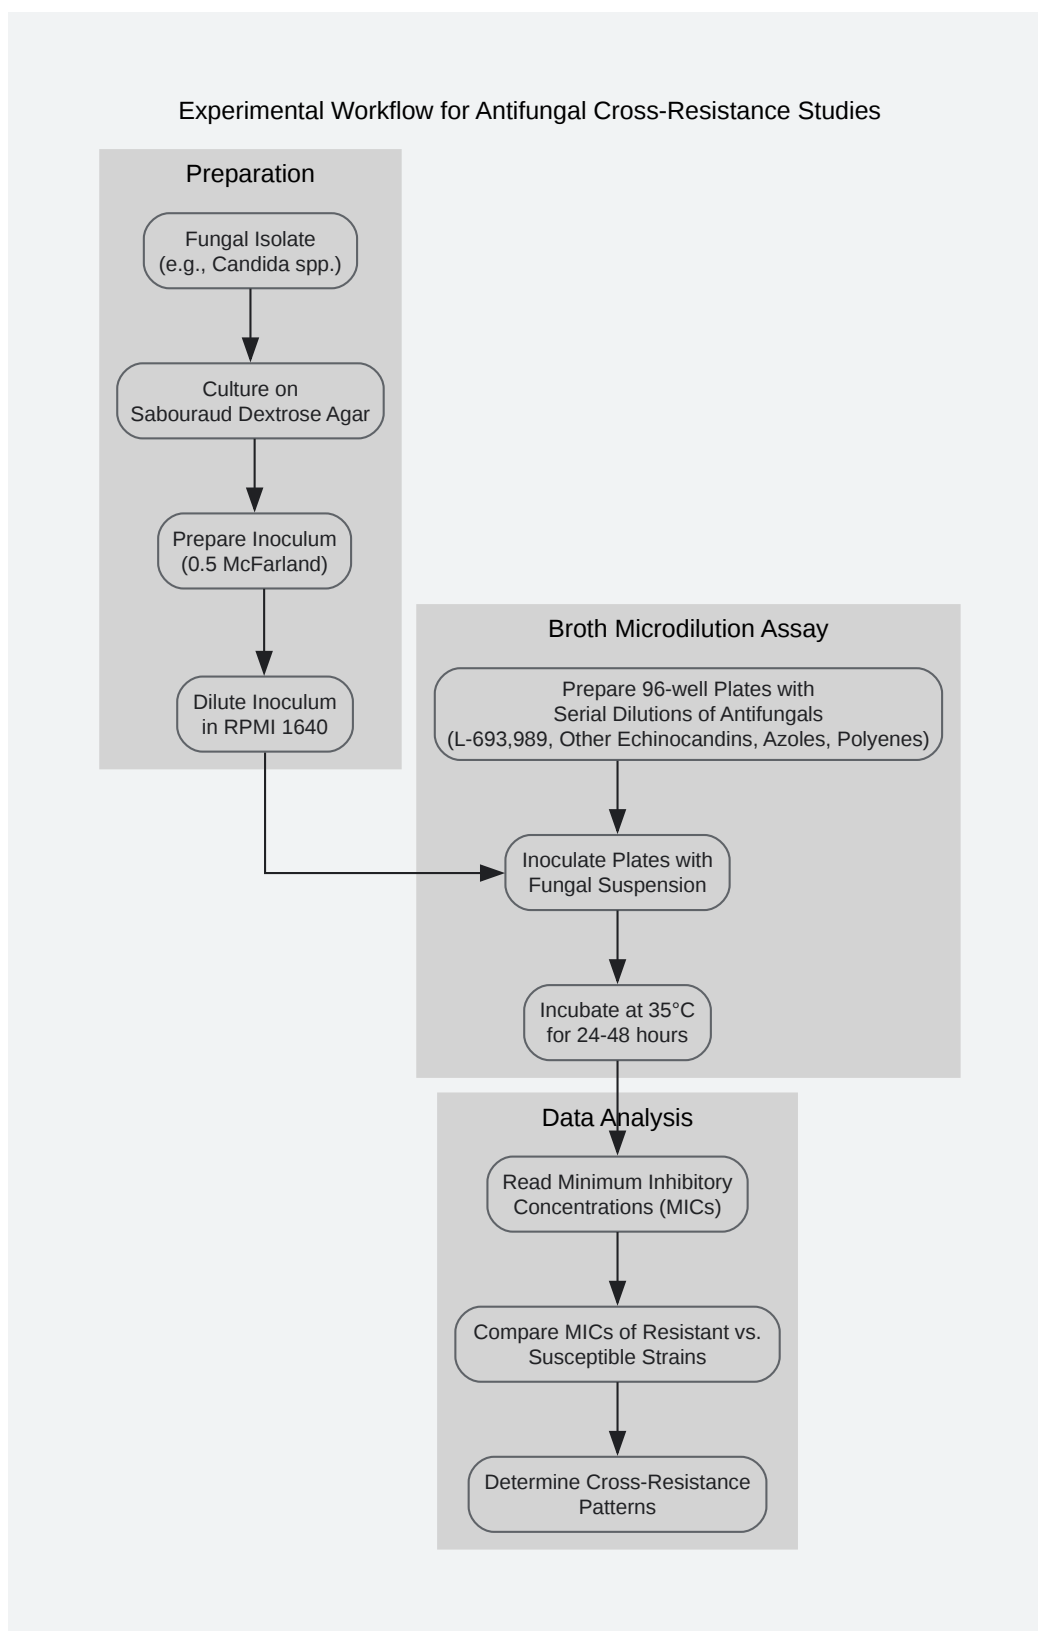 Experimental Workflow for Antifungal Cross-Resistance Studies
Preparation
Fungal Isolate
(e.g., Candida spp.)
Culture on
Sabouraud Dextrose Agar
Prepare Inoculum
(0.5 McFarland)
Dilute Inoculum
in RPMI 1640
Broth Microdilution Assay
Prepare 96-well Plates with
Serial Dilutions of Antifungals
(L-693,989, Other Echinocandins, Azoles, Polyenes)
Inoculate Plates with
Fungal Suspension
Incubate at 35°C
for 24-48 hours
Data Analysis
Read Minimum Inhibitory
Concentrations (MICs)
Compare MICs of Resistant vs.
Susceptible Strains
Determine Cross-Resistance
Patterns